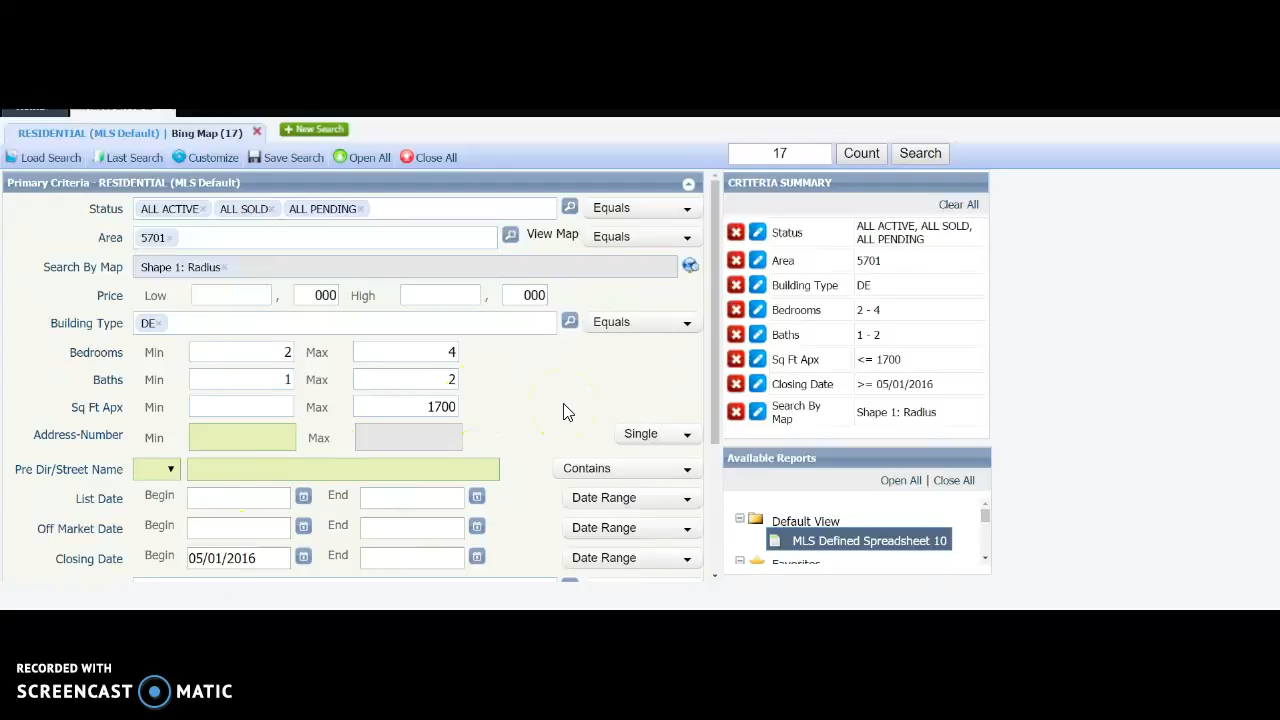 RESIDENTIAL (MLS Default) | Bing Map (17)
New Search
Load Search Last Search Customize Save Search Open All Close All
17 Count Search
Primary Criteria - RESIDENTIAL (MLS Default)
Status ALL ACTIVE× ALL SOLD× ALL PENDING× Equals
Area 5701× View Map Equals
Search By Map Shape 1: Radius×
Price Low , 000 High , 000
Building Type DE× Equals
Bedrooms Min 2 Max 4
Baths Min 1 Max 2
Sq Ft Apx Min Max 1700
Address-Number Min Max Single
Pre Dir/Street Name Contains
List Date Begin End Date Range
Off Market Date Begin End Date Range
Closing Date Begin 05/01/2016 End Date Range
CRITERIA SUMMARY
Clear All
Status ALL ACTIVE, ALL SOLD,
ALL PENDING
Area 5701
Building Type DE
Bedrooms 2 - 4
Baths 1 - 2
Sq Ft Apx <= 1700
Closing Date >= 05/01/2016
Search By
Map Shape 1: Radius
Available Reports
Open All | Close All
Default View
MLS Defined Spreadsheet 10
Favorites
RECORDED WITH
SCREENCAST MATIC